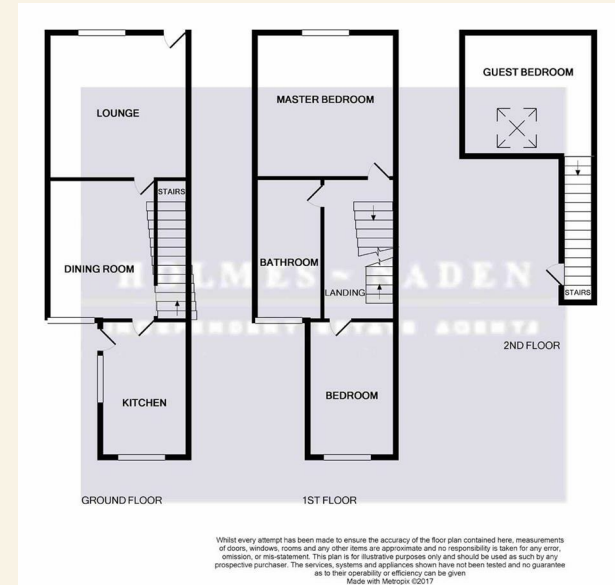 LOUNGE
STAIRS
DINING ROOM
KITCHEN
GROUND FLOOR
MASTER BEDROOM
BATHROOM
LANDING
BEDROOM
1ST FLOOR
GUEST BEDROOM
STAIRS
2ND FLOOR
HOLMES~NADEN
INDEPENDENT ESTATE AGENTS
Whilst every attempt has been made to ensure the accuracy of the floor plan contained here, measurements
of doors, windows, rooms and any other items are approximate and no responsibility is taken for any error,
omission, or mis-statement. This plan is for illustrative purposes only and should be used as such by any
prospective purchaser. The services, systems and appliances shown have not been tested and no guarantee
as to their operability or efficiency can be given
Made with Metropix ©2017